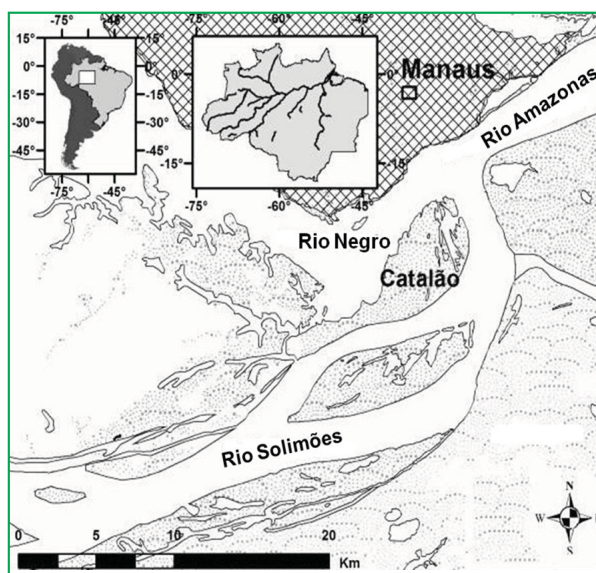 15°
0°
-15°
-30°
-45°
-75° -45°
0°
-15°
-75° -60° -45°
Manaus
Rio Amazonas
Rio Negro
Catalão
Rio Solimões
N
W
S
0 5 10 20
Km